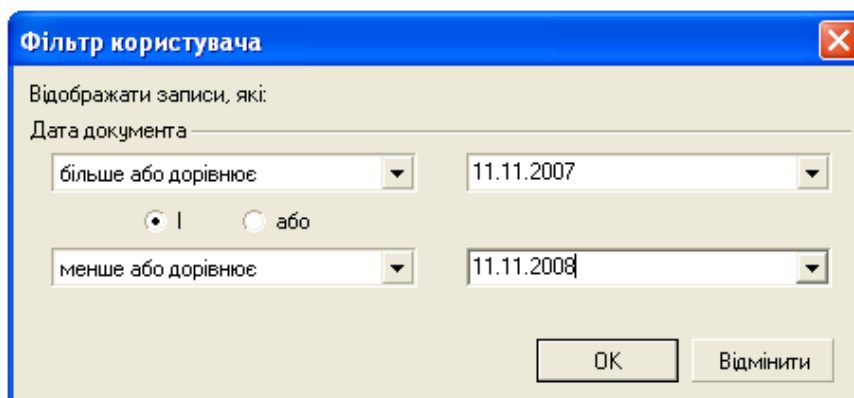 Фільтр користувача
Відображати записи, які:
Дата документа
більше або дорівнює 11.11.2007
І або
менше або дорівнює 11.11.2008
OK Відмінити